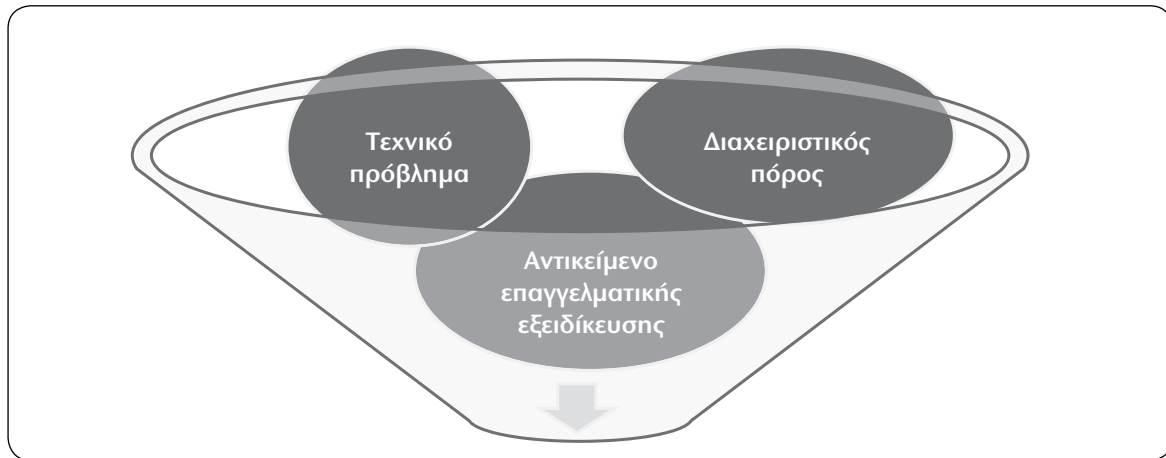 Τεχνικό
πρόβλημα
Διαχειριστικός
πόρος
Αντικείμενο
επαγγελματικής
εξειδίκευσης